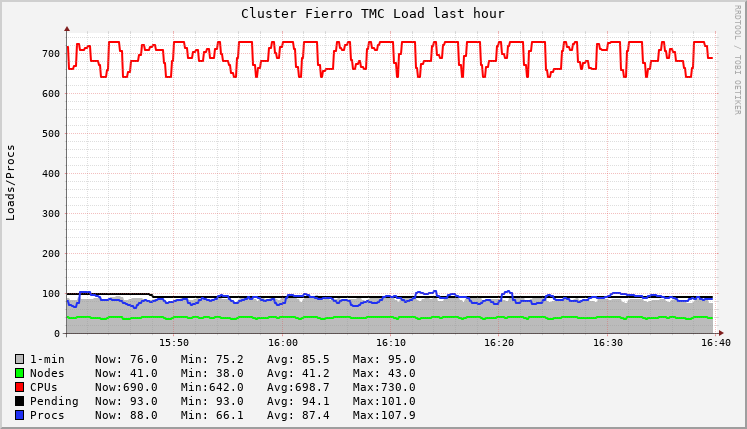 Cluster Fierro TMC Load last hour
RRDTOOL / TOBI OETIKER
Loads/Procs
700
600
500
400
300
200
100
0
15:50 16:00 16:10 16:20 16:30 16:40
1-min Now: 76.0 Min: 75.2 Avg: 85.5 Max: 95.0
Nodes Now: 41.0 Min: 38.0 Avg: 41.2 Max: 43.0
CPUs Now:690.0 Min:642.0 Avg:698.7 Max:730.0
Pending Now: 93.0 Min: 93.0 Avg: 94.1 Max:101.0
Procs Now: 88.0 Min: 66.1 Avg: 87.4 Max:107.9